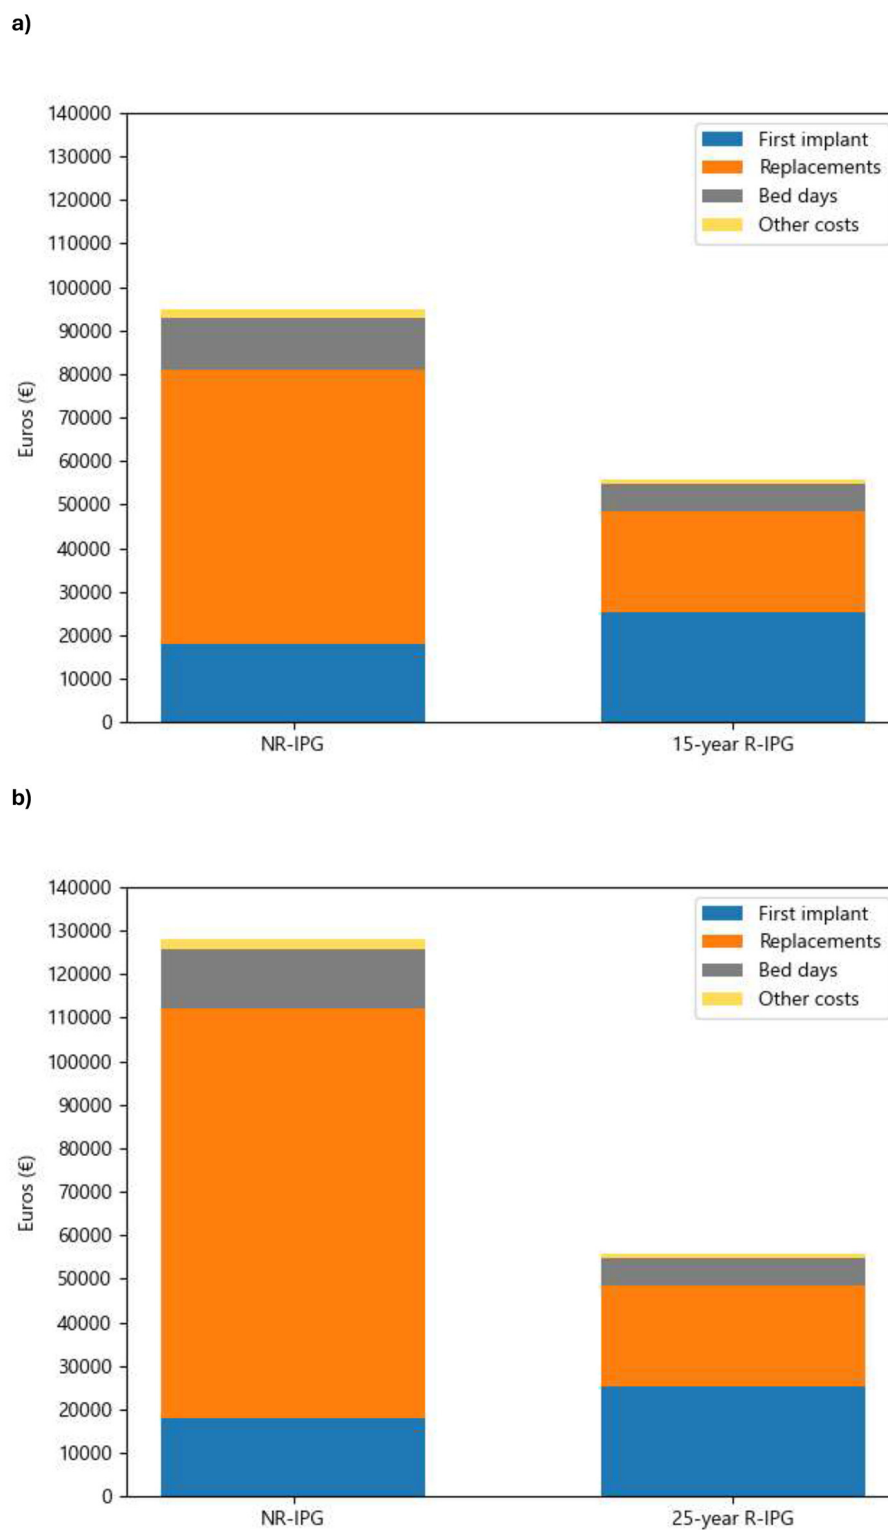 a)
140000
130000
120000
110000
100000
90000
80000
70000
60000
50000
40000
30000
20000
10000
0
Euros (€)
First implant
Replacements
Bed days
Other costs
NR-IPG
15-year R-IPG
b)
140000
130000
120000
110000
100000
90000
80000
70000
60000
50000
40000
30000
20000
10000
0
Euros (€)
First implant
Replacements
Bed days
Other costs
NR-IPG
25-year R-IPG